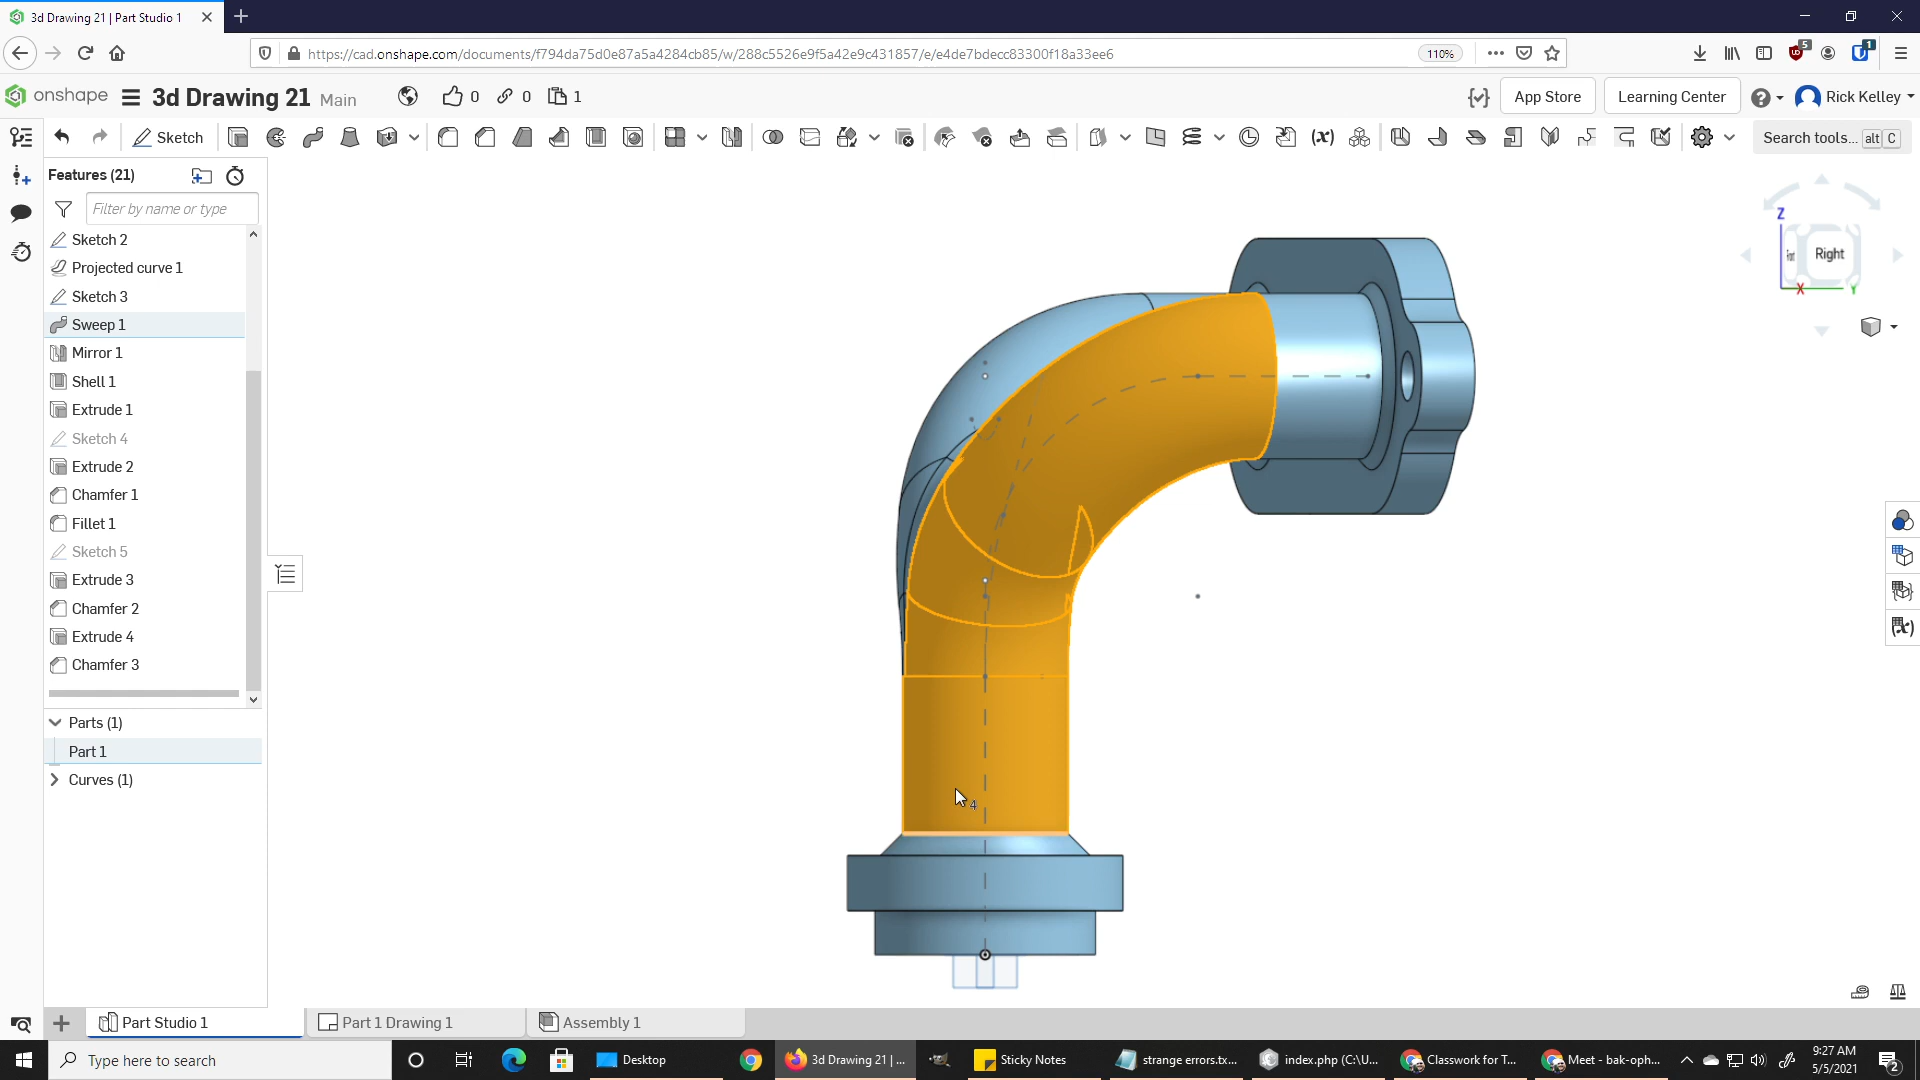 3d Drawing 21 | Part Studio 1
https://cad.onshape.com/documents/f794da75d0e87a5a4284cb85/w/288c5526e9f5a42e9c431857/e/e4de7bdecc83300f18a33ee6
110%
5
1
onshape
3d Drawing 21 Main
0
0
1
App Store
Learning Center
Rick Kelley
Sketch
(x)
Search tools... alt C
Features (21)
Filter by name or type
Sketch 2
Projected curve 1
Sketch 3
Sweep 1
Mirror 1
Shell 1
Extrude 1
Sketch 4
Extrude 2
Chamfer 1
Fillet 1
Sketch 5
Extrude 3
Chamfer 2
Extrude 4
Chamfer 3
Parts (1)
Part 1
Curves (1)
Z
Right
X
Y
4
(x)
Part Studio 1
Part 1 Drawing 1
Assembly 1
Type here to search
Desktop
3d Drawing 21 | ...
Sticky Notes
strange errors.tx...
index.php (C:\U...
Classwork for T...
Meet - bak-oph...
9:27 AM
5/5/2021
2